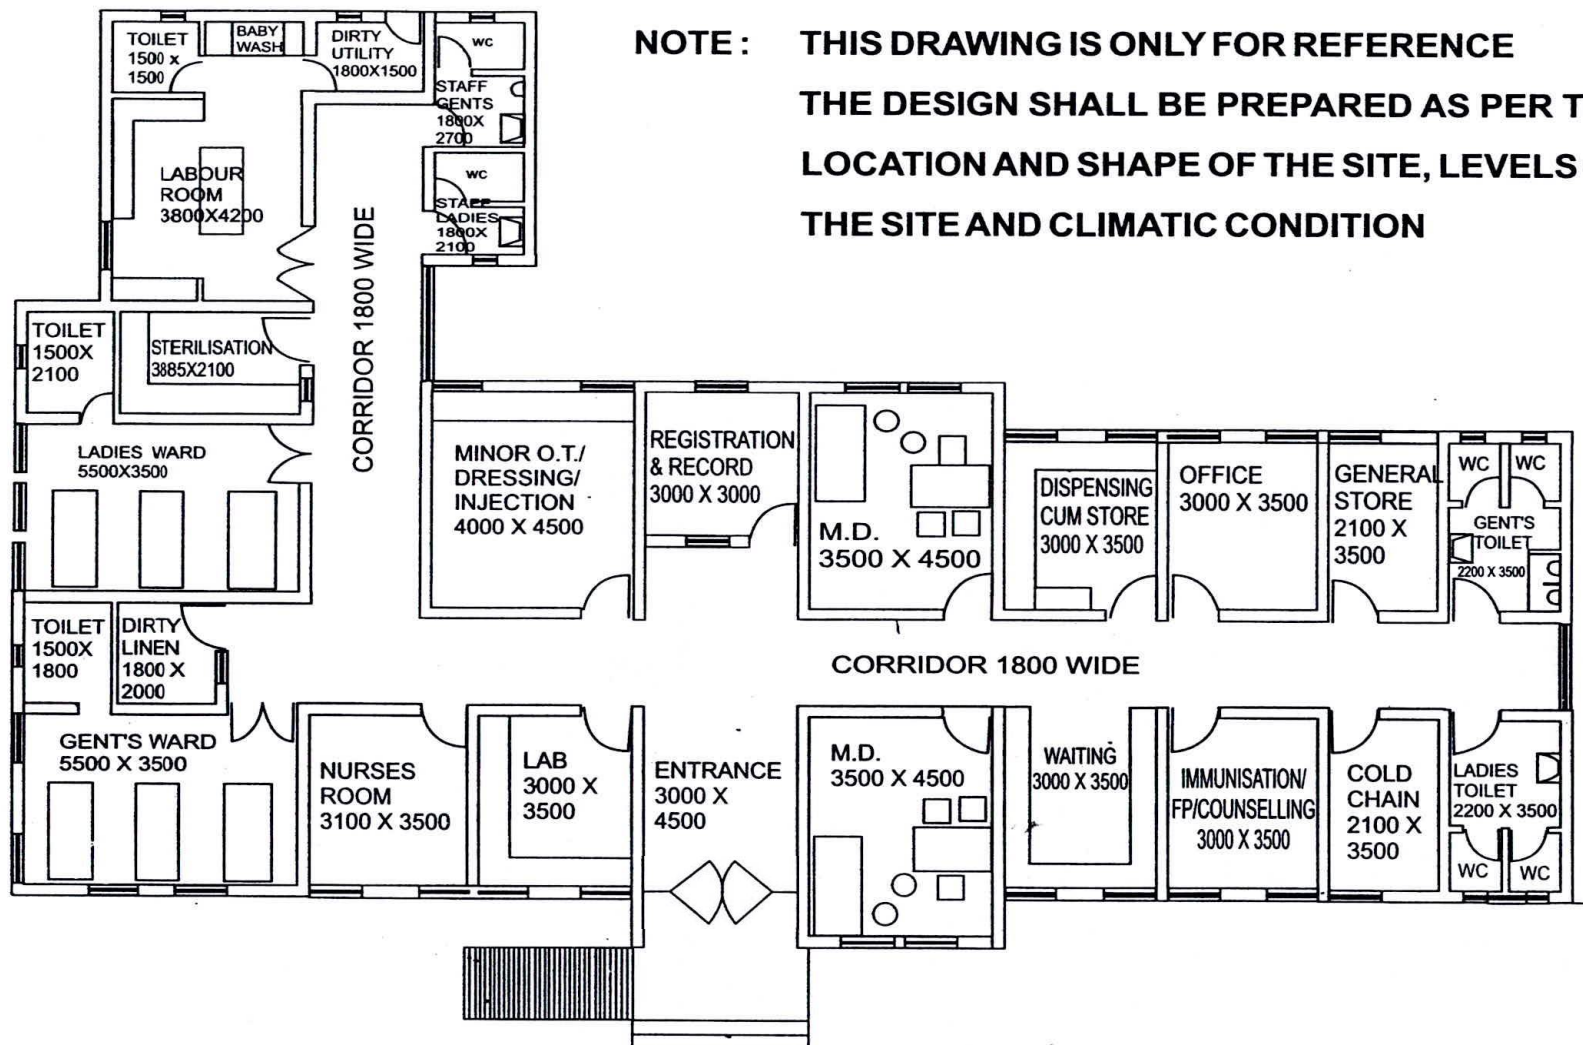 NOTE : THIS DRAWING IS ONLY FOR REFERENCE
THE DESIGN SHALL BE PREPARED AS PER T
LOCATION AND SHAPE OF THE SITE, LEVELS
THE SITE AND CLIMATIC CONDITION
TOILET
1500 x
1500
BABY
WASH
DIRTY
UTILITY
1800X1500
WC
STAFF
GENTS
1800X
2700
WC
STAFF
LADIES
1800X
2100
LABOUR
ROOM
3800X4200
CORRIDOR 1800 WIDE
TOILET
1500X
2100
STERILISATION
3885X2100
LADIES WARD
5500X3500
MINOR O.T./
DRESSING/
INJECTION
4000 X 4500
REGISTRATION
& RECORD
3000 X 3000
M.D.
3500 X 4500
DISPENSING
CUM STORE
3000 X 3500
OFFICE
3000 X 3500
GENERAL
STORE
2100 X
3500
WC
WC
GENT'S
TOILET
2200 X 3500
TOILET
1500X
1800
DIRTY
LINEN
1800 X
2000
CORRIDOR 1800 WIDE
GENT'S WARD
5500 X 3500
NURSES
ROOM
3100 X 3500
LAB
3000 X
3500
ENTRANCE
3000 X
4500
M.D.
3500 X 4500
WAITING
3000 X 3500
IMMUNISATION/
FP/COUNSELLING
3000 X 3500
COLD
CHAIN
2100 X
3500
LADIES
TOILET
2200 X 3500
WC
WC